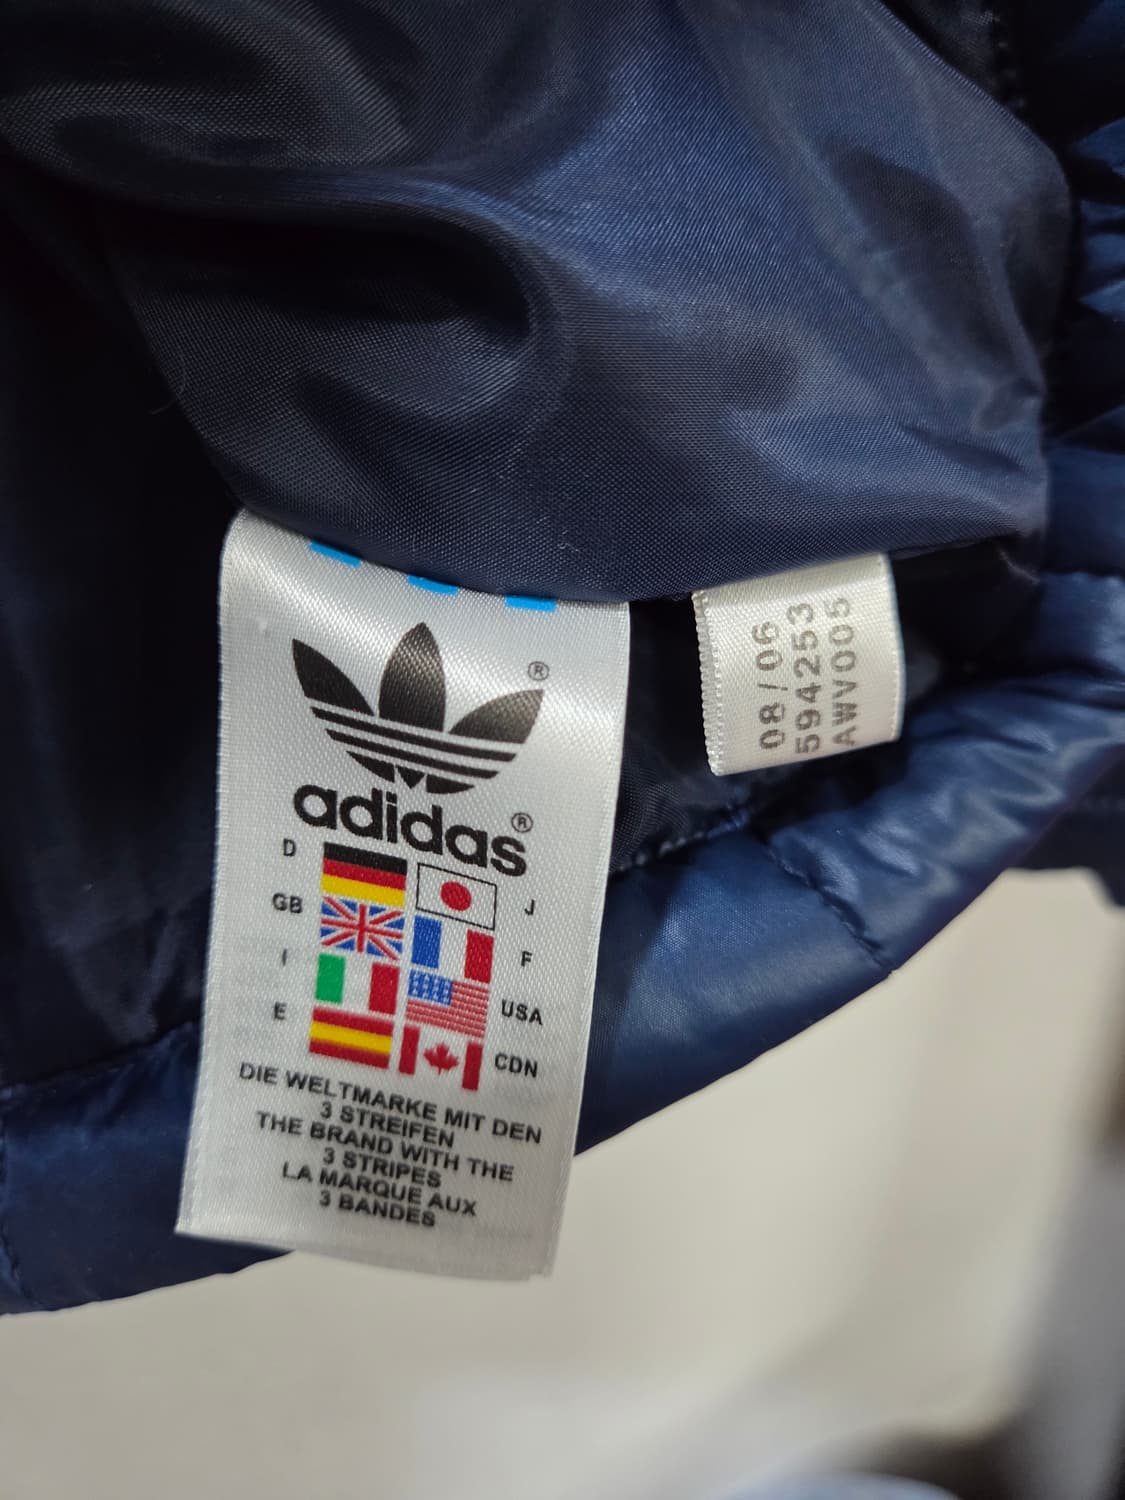 ®
adidas®
D
J
GB
F
I
USA
E
CDN
DIE WELTMARKE MIT DEN
3 STREIFEN
THE BRAND WITH THE
3 STRIPES
LA MARQUE AUX
3 BANDES
08/06
594253
AWV005